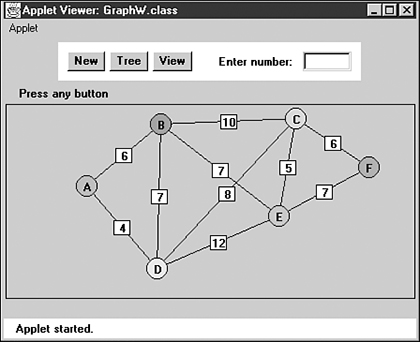 Applet Viewer: GraphW.class
Applet
New Tree View Enter number:
Press any button
B 10 C
6 6
A 7 5 F
7 8 7
4 E
12
D
Applet started.